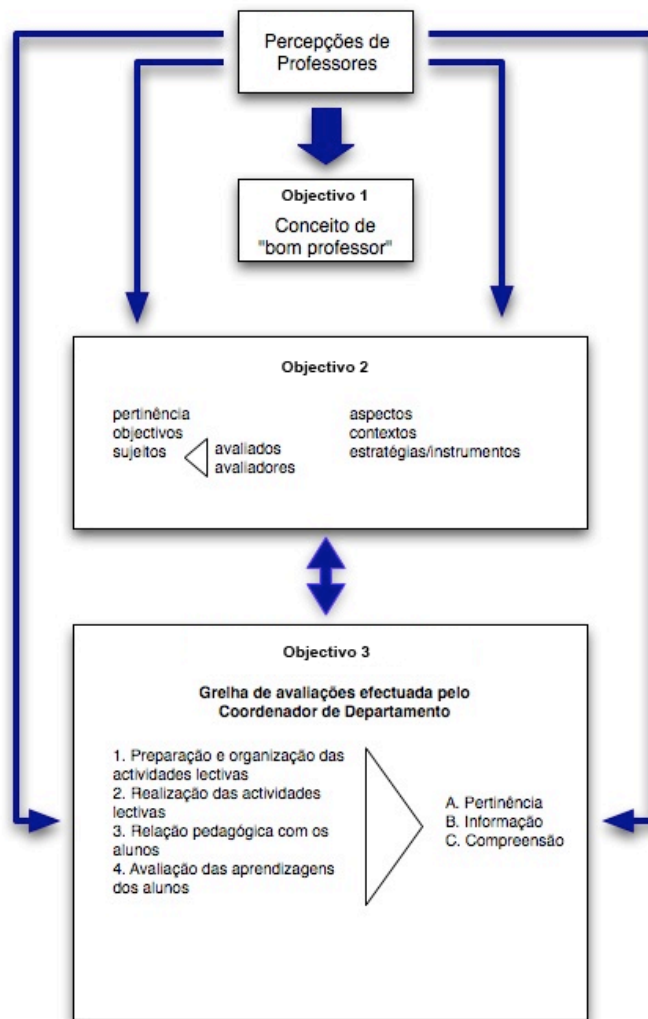 Percepções de
Professores
Objectivo 1
Conceito de
"bom professor"
Objectivo 2
pertinência
objectivos
sujeitos
avaliados
avaliadores
aspectos
contextos
estratégias/instrumentos
Objectivo 3
Grelha de avaliações efectuada pelo
Coordenador de Departamento
1. Preparação e organização das
actividades lectivas
2. Realização das actividades
lectivas
3. Relação pedagógica com os
alunos
4. Avaliação das aprendizagens
dos alunos
A. Pertinência
B. Informação
C. Compreensão